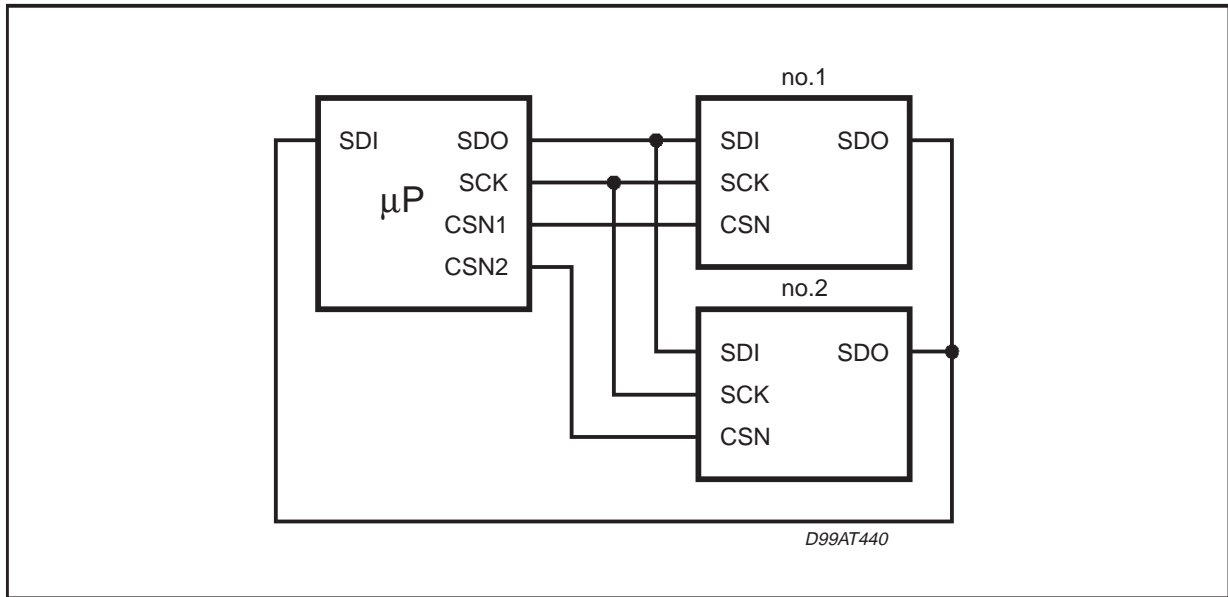 no.1
SDI SDO SDI SDO
SCK SCK
μP
CSN1 CSN
CSN2
no.2
SDI SDO
SCK
CSN
D99AT440